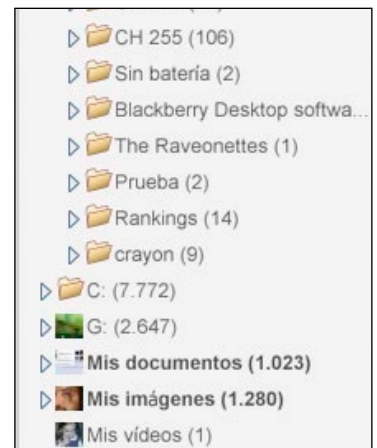 CH 255 (106)
Sin batería (2)
Blackberry Desktop softwa...
The Raveonettes (1)
Prueba (2)
Rankings (14)
crayon (9)
C: (7.772)
G: (2.647)
Mis documentos (1.023)
Mis imágenes (1.280)
Mis vídeos (1)